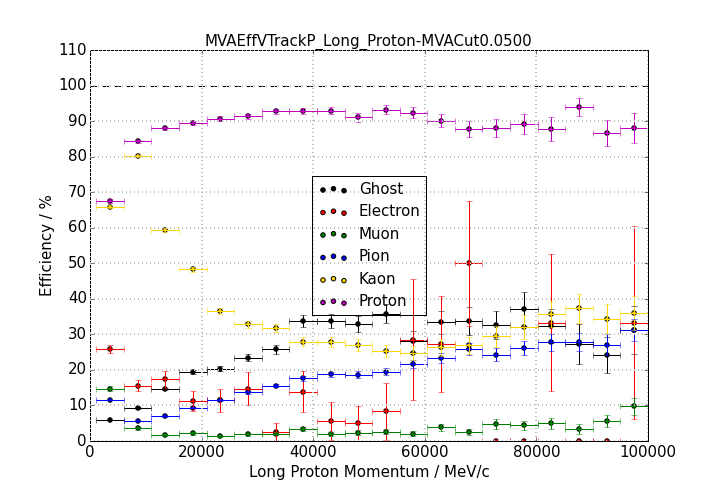 MVAEffVTrackP_Long_Proton-MVACut0.0500
110
100
90
80
70
60
50
40
30
20
10
0
Efficiency / %
Ghost
Electron
Muon
Pion
Kaon
Proton
0 20000 40000 60000 80000 100000
Long Proton Momentum / MeV/c